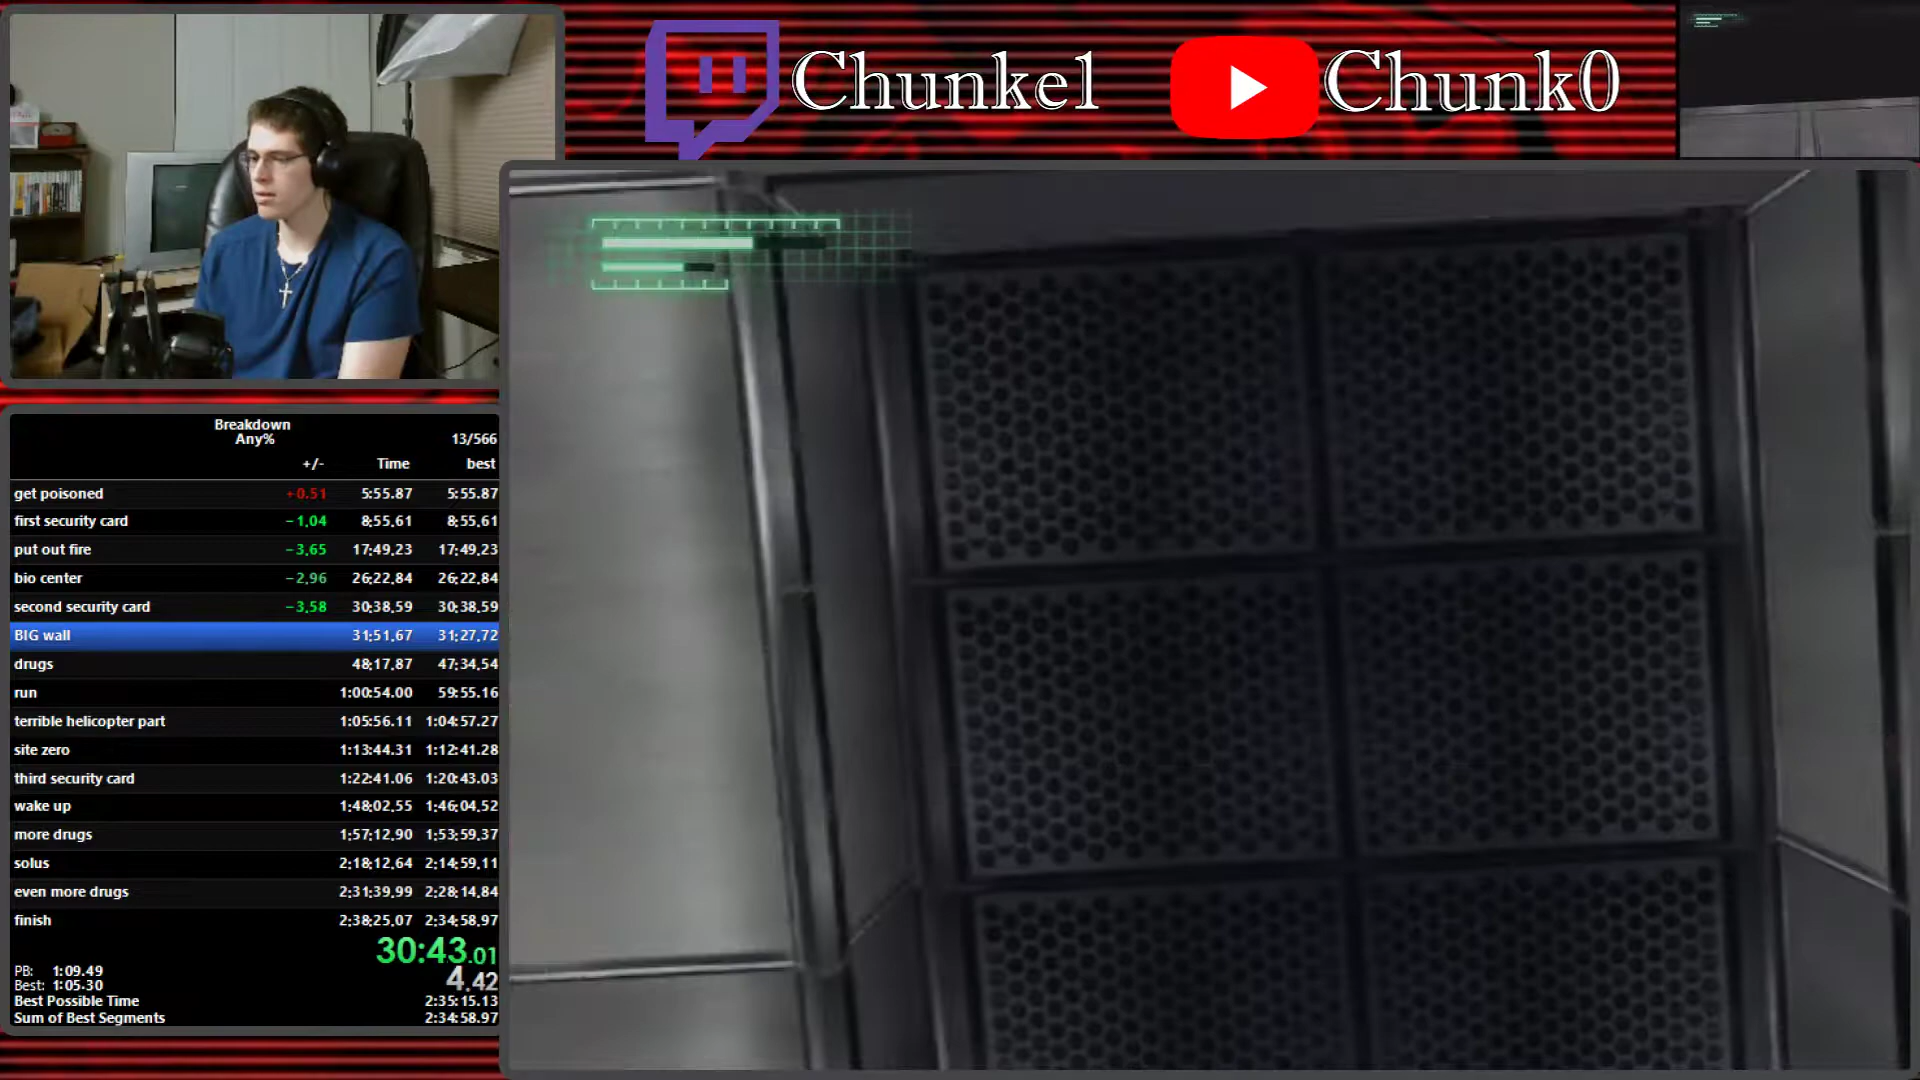 Chunke1
Chunk0
Breakdown
Any% 13/566
+/- Time best
get poisoned +0.51 5:55.87 5:55.87
first security card −1.04 8:55.61 8:55.61
put out fire −3.65 17:49.23 17:49.23
bio center −2.96 26:22.84 26:22.84
second security card −3.58 30:38.59 30:38.59
BIG wall 31:51.67 31:27.72
drugs 48:17.87 47:34.54
run 1:00:54.00 59:55.16
terrible helicopter part 1:05:56.11 1:04:57.27
site zero 1:13:44.31 1:12:41.28
third security card 1:22:41.06 1:20:43.03
wake up 1:48:02.55 1:46:04.52
more drugs 1:57:12.90 1:53:59.37
solus 2:18:12.64 2:14:59.11
even more drugs 2:31:39.99 2:28:14.84
finish 2:38:25.07 2:34:58.97
30:43.01
PB: 1:09.49 4.42
Best: 1:05.30
Best Possible Time 2:35:15.13
Sum of Best Segments 2:34:58.97